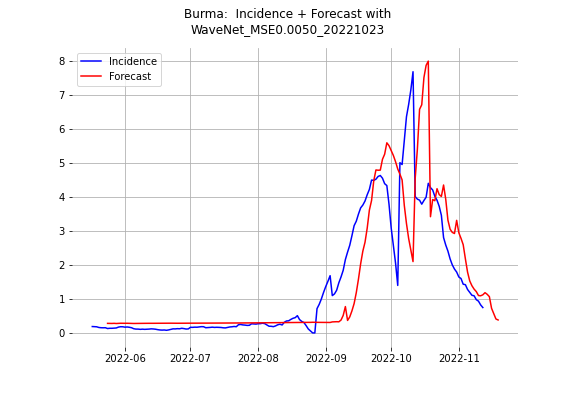 Burma:  Incidence + Forecast with
WaveNet_MSE0.0050_20221023
Incidence
Forecast
8
7
6
5
4
3
2
1
0
2022-06 2022-07 2022-08 2022-09 2022-10 2022-11